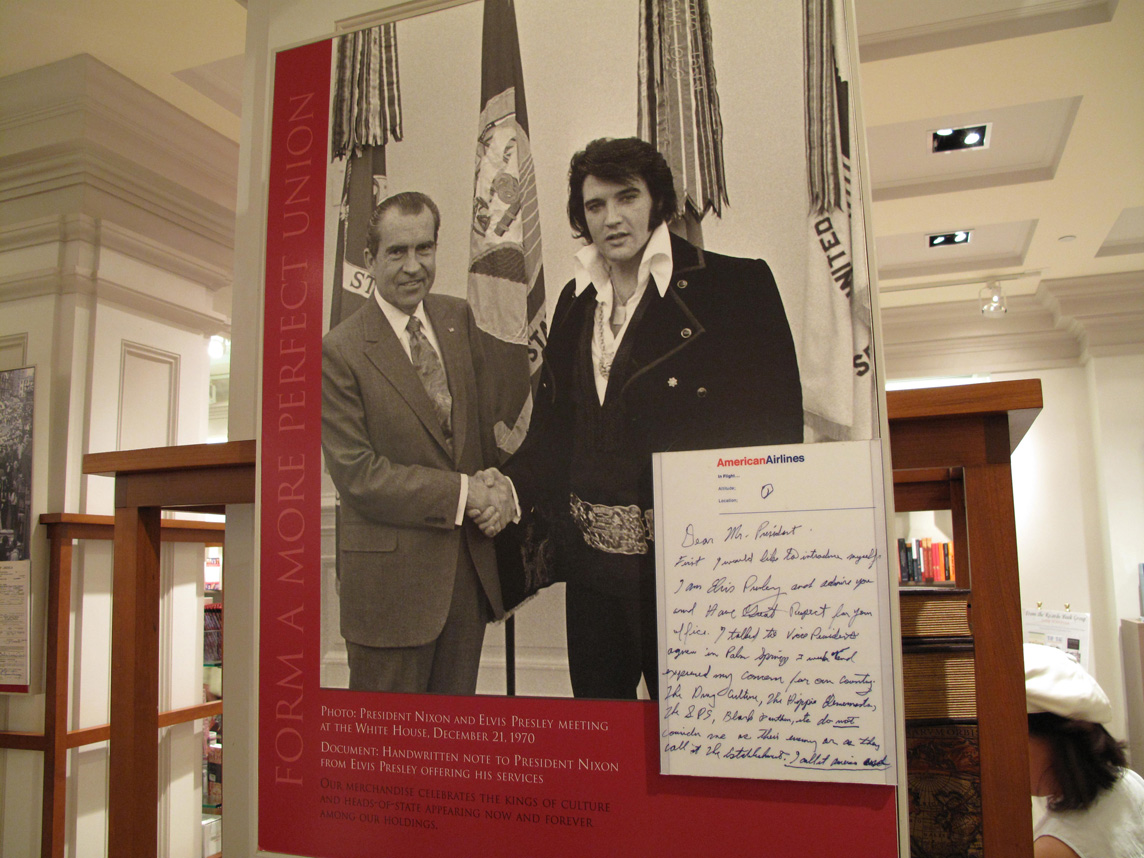 FORM A MORE PERFECT UNION
ST
STA
UNITED
S
AmericanAirlines
In Flight...
Altitude:
Location:
Dear Mr. President.
First I would like to introduce myself.
I am Elvis Presley and admire you
and Have Great Respect for your
office. I talked to Vice President
Agnew in Palm Springs 3 weeks and
expressed my concern for our country.
The Drug Culture, The Hippie Elements,
The SDS, Black Panthers, etc do not
consider me as their enemy or as they
call it The Establishment. I call it America
PHOTO: PRESIDENT NIXON AND ELVIS PRESLEY MEETING
AT THE WHITE HOUSE, DECEMBER 21, 1970
DOCUMENT: HANDWRITTEN NOTE TO PRESIDENT NIXON
FROM ELVIS PRESLEY OFFERING HIS SERVICES
OUR MERCHANDISE CELEBRATES THE KINGS OF CULTURE
AND HEADS-OF-STATE APPEARING NOW AND FOREVER
AMONG OUR HOLDINGS.